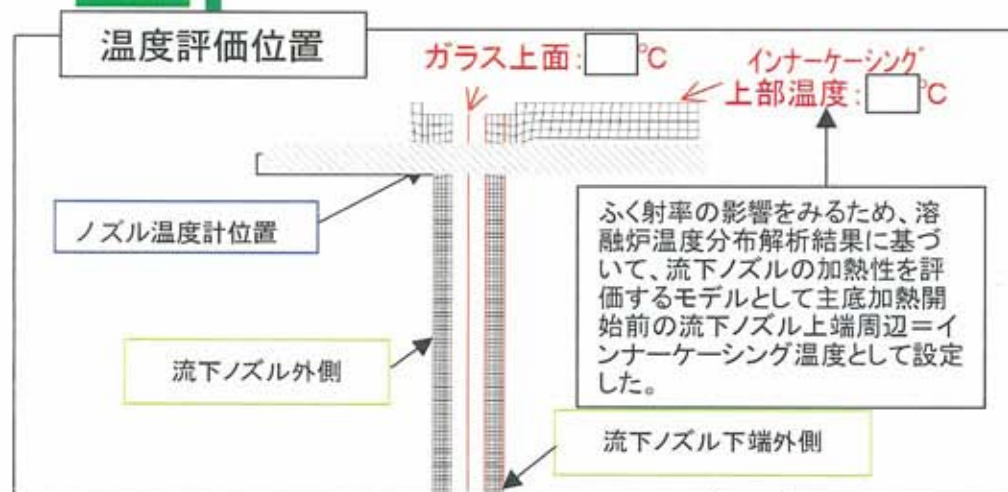 温度評価位置
ガラス上面:□℃
インナーケーシング
上部温度:□℃
ノズル温度計位置
ふく射率の影響をみるため、溶
融炉温度分布解析結果に基づ
いて、流下ノズルの加熱性を評
価するモデルとして主底加熱開
始前の流下ノズル上端周辺=イ
ンナーケーシング温度として設定
した。
流下ノズル外側
流下ノズル下端外側